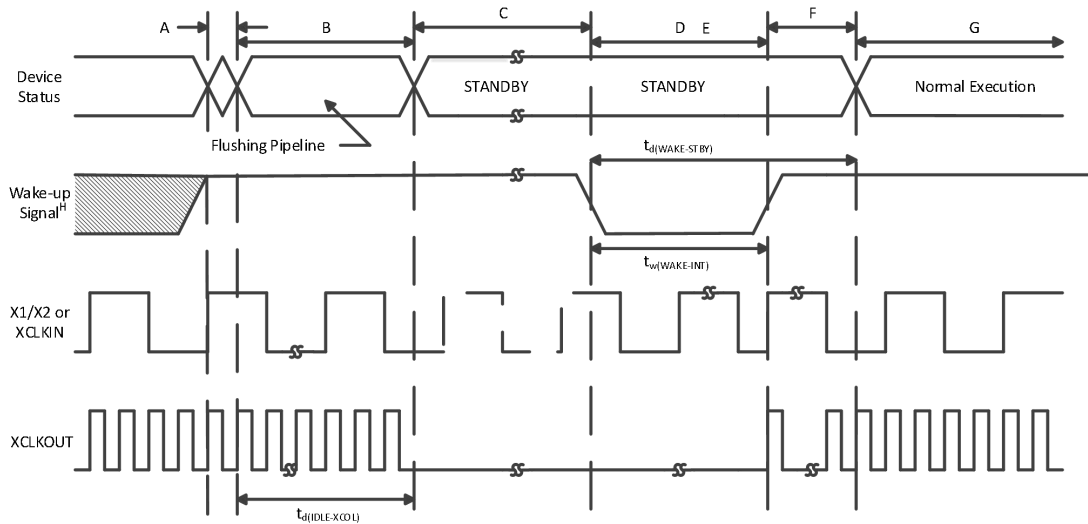 A
B
C
D E
F
G
Device
Status
STANDBY
STANDBY
Normal Execution
Flushing Pipeline
td(WAKE-STBY)
Wake-up
SignalH
tw(WAKE-INT)
X1/X2 or
XCLKIN
XCLKOUT
td(IDLE-XCOL)